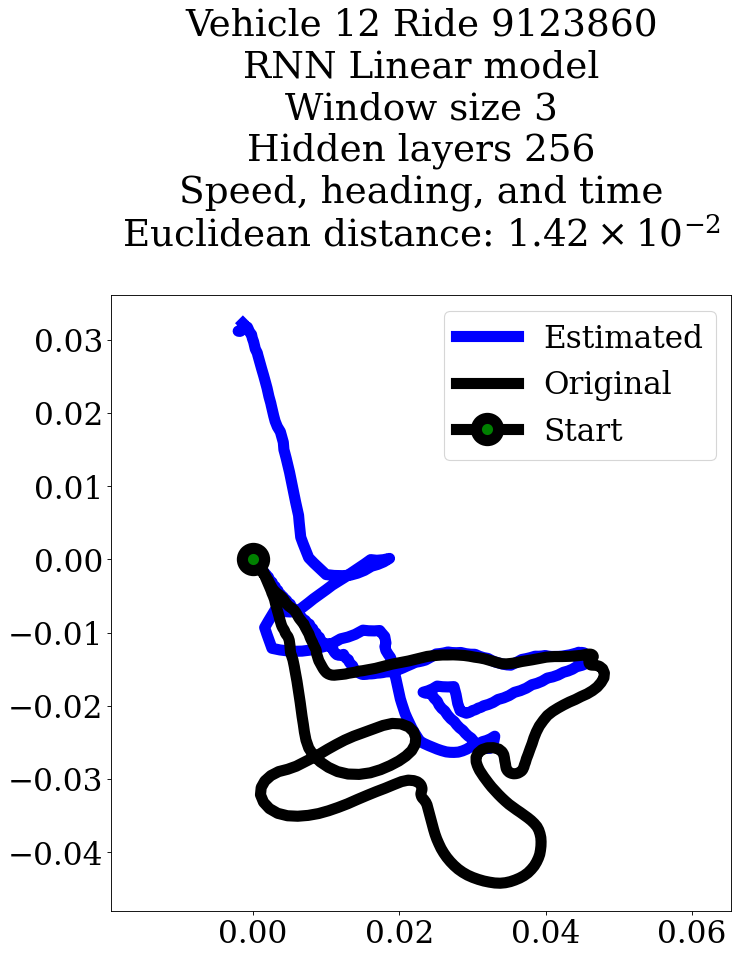 Vehicle 12 Ride 9123860
RNN Linear model
Window size 3
Hidden layers 256
Speed, heading, and time
Euclidean distance: 1.42 × 10⁻²
Estimated
Original
Start
0.03
0.02
0.01
0.00
−0.01
−0.02
−0.03
−0.04
0.00 0.02 0.04 0.06